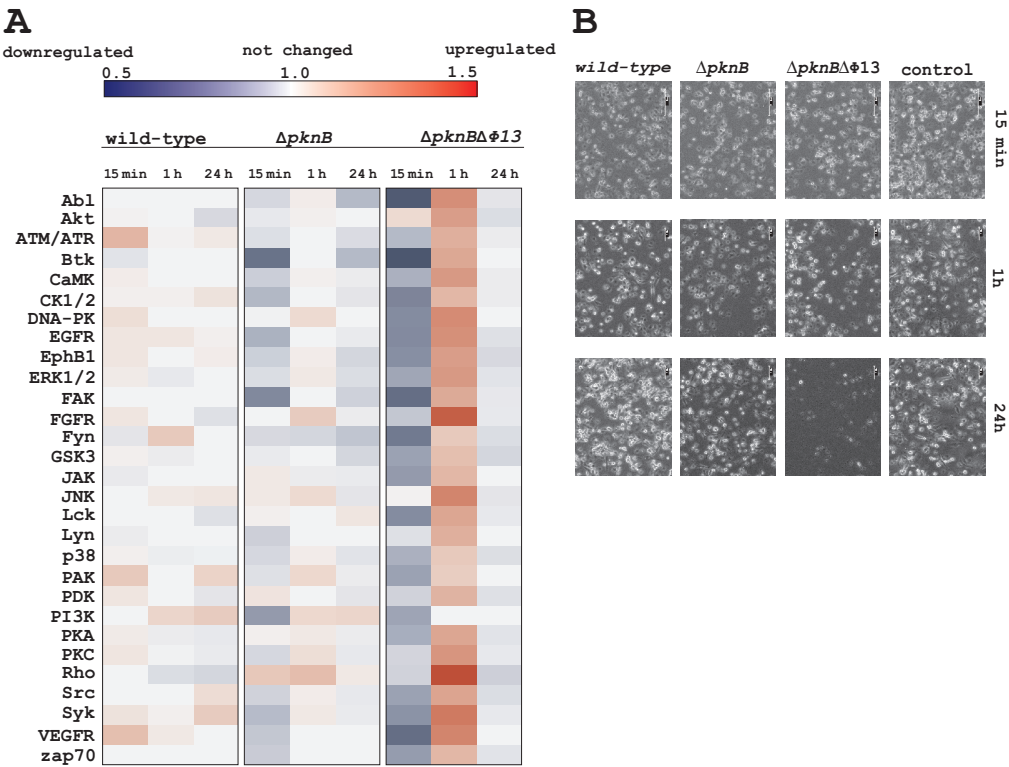 A
downregulated not changed upregulated
0.5 1.0 1.5
wild-type ΔpknB ΔpknBΔΦ13
15 min 1 h 24 h 15 min 1 h 24 h 15 min 1 h 24 h
Abl
Akt
ATM/ATR
Btk
CaMK
CK1/2
DNA-PK
EGFR
EphB1
ERK1/2
FAK
FGFR
Fyn
GSK3
JAK
JNK
Lck
Lyn
p38
PAK
PDK
PI3K
PKA
PKC
Rho
Src
Syk
VEGFR
zap70
B
wild-type ΔpknB ΔpknBΔΦ13 control
15 min
1h
24h